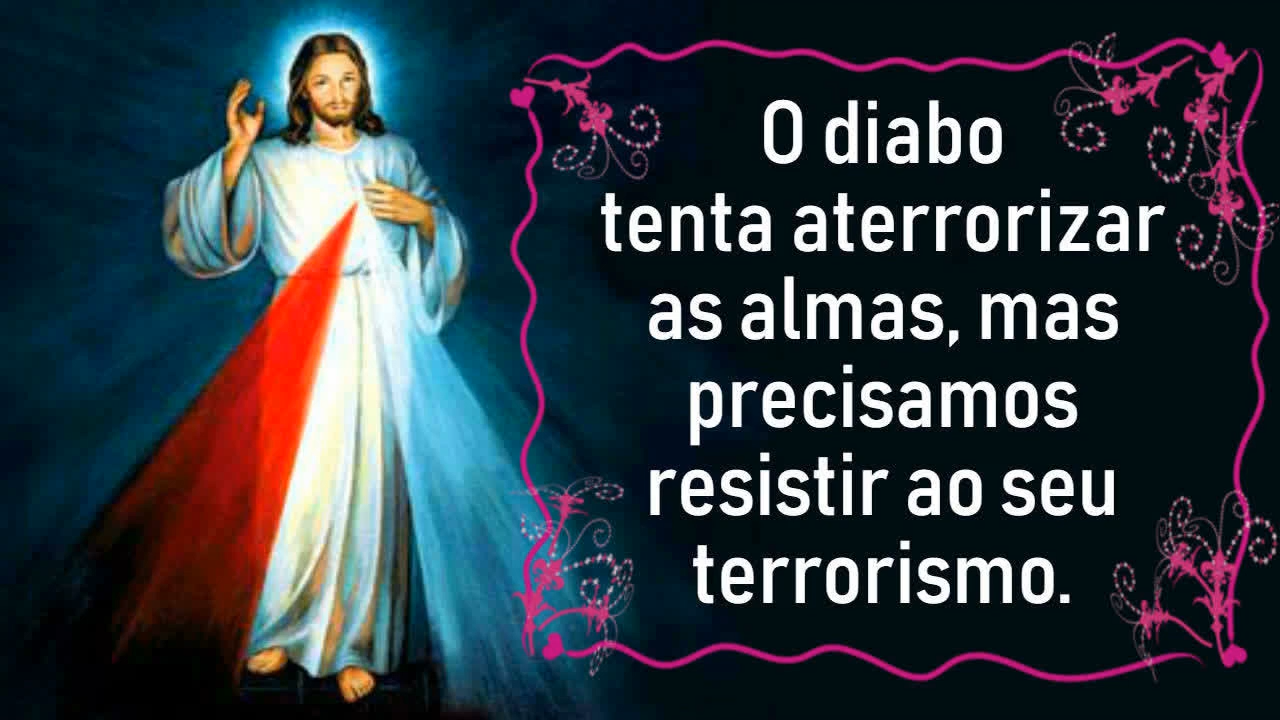 O diabo
tenta aterrorizar
as almas, mas
precisamos
resistir ao seu
terrorismo.